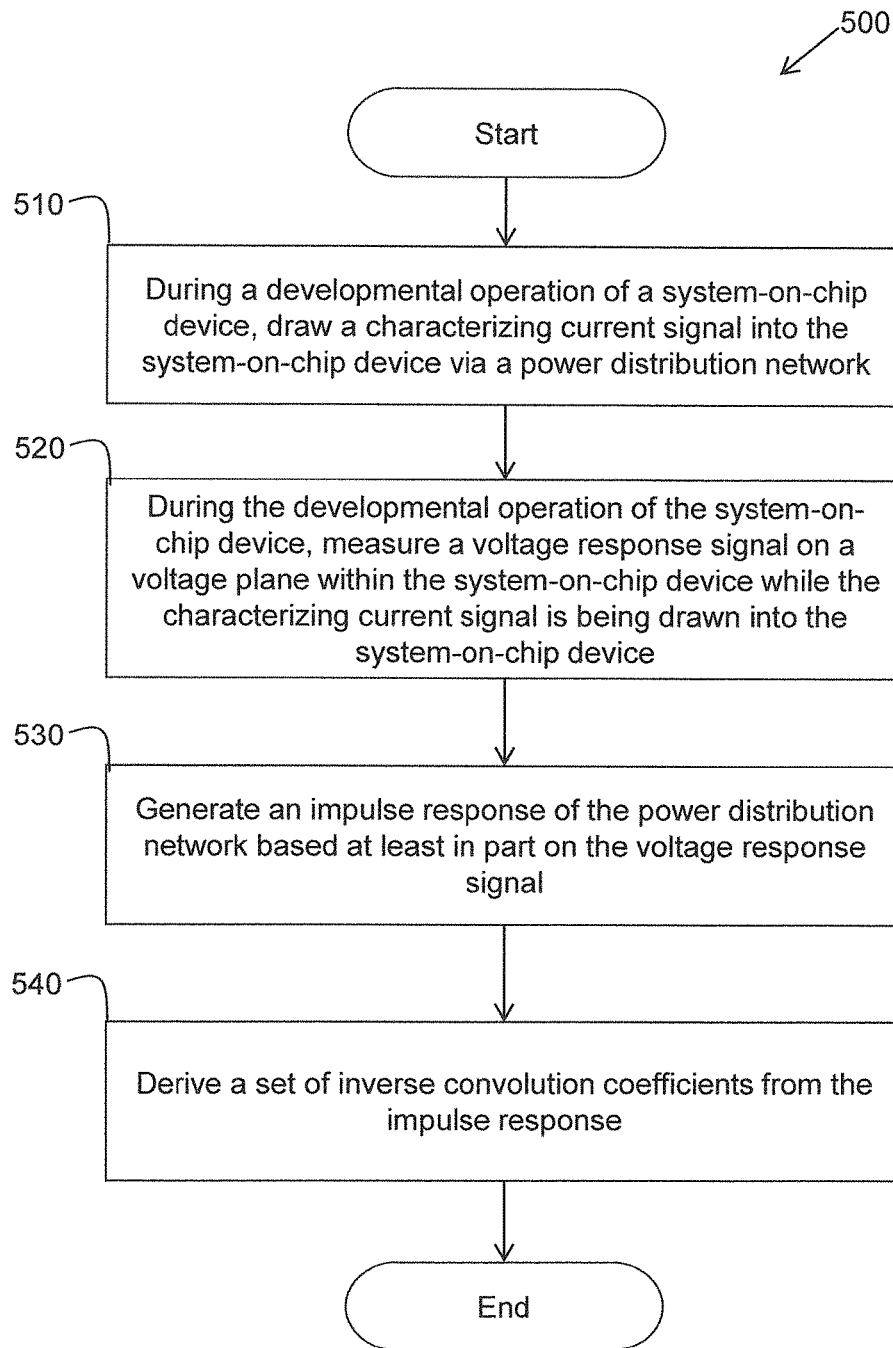 500
Start
510
During a developmental operation of a system-on-chip
device, draw a characterizing current signal into the
system-on-chip device via a power distribution network
520
During the developmental operation of the system-on-
chip device, measure a voltage response signal on a
voltage plane within the system-on-chip device while the
characterizing current signal is being drawn into the
system-on-chip device
530
Generate an impulse response of the power distribution
network based at least in part on the voltage response
signal
540
Derive a set of inverse convolution coefficients from the
impulse response
End